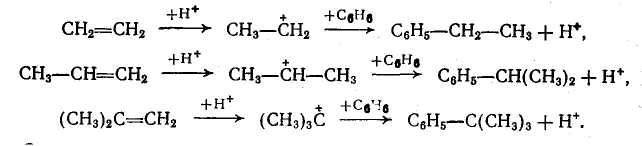 CH₂=CH₂ +H⁺ → CH₃—C⁺H₂ +C₆H₆ → C₆H₅—CH₂—CH₃ + H⁺,
CH₃—CH=CH₂ +H⁺ → CH₃—C⁺H—CH₃ +C₆H₆ → C₆H₅—CH(CH₃)₂ + H⁺,
(CH₃)₂C=CH₂ +H⁺ → (CH₃)₃C⁺ +C₆H₆ → C₆H₅—C(CH₃)₃ + H⁺.